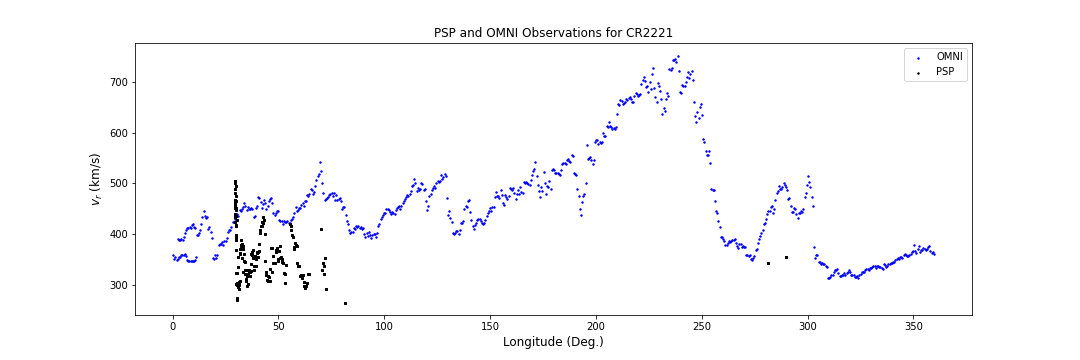 PSP and OMNI Observations for CR2221
OMNI
PSP
700
600
500
400
300
v_r (km/s)
0 50 100 150 200 250 300 350
Longitude (Deg.)